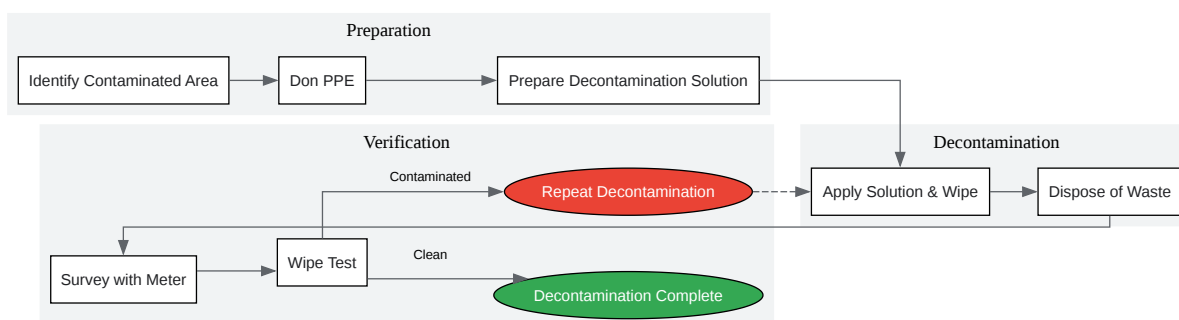 Preparation
Identify Contaminated Area
Don PPE
Prepare Decontamination Solution
Verification
Decontamination
Contaminated
Repeat Decontamination
Apply Solution & Wipe
Dispose of Waste
Survey with Meter
Wipe Test
Clean
Decontamination Complete